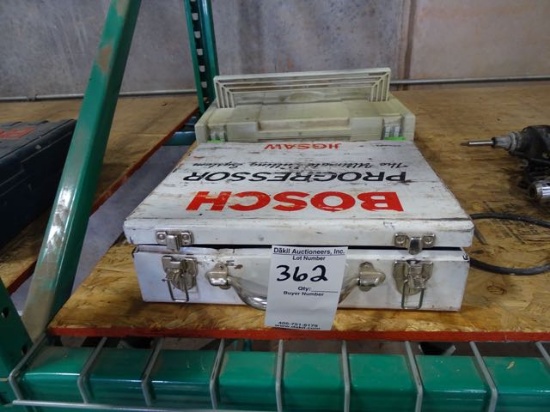 JIGSAW
The Ultimate Cutting System
PROGRESSOR
BOSCH
Dakil Auctioneers, Inc.
Lot Number
362
Qty:
Buyer Number